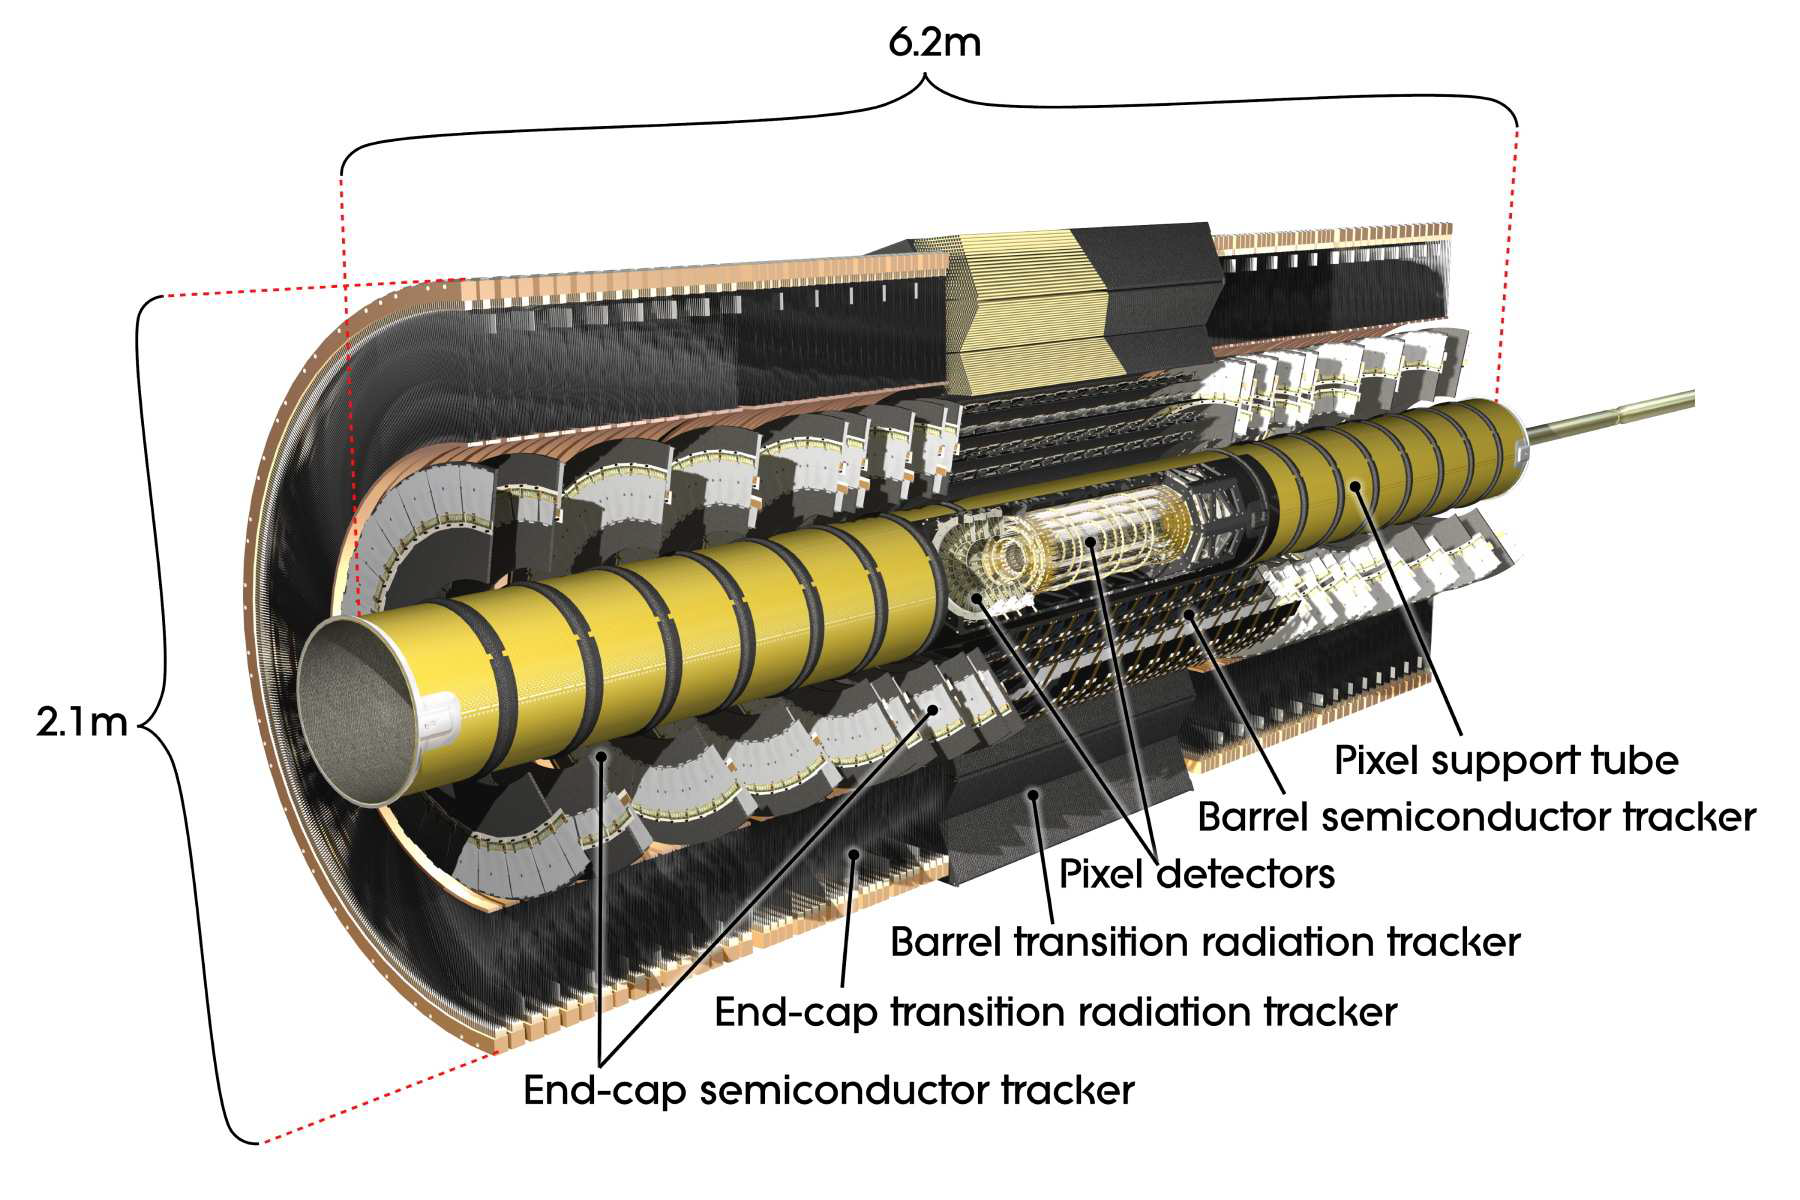 6.2m
2.1m
Pixel support tube
Barrel semiconductor tracker
Pixel detectors
Barrel transition radiation tracker
End-cap transition radiation tracker
End-cap semiconductor tracker